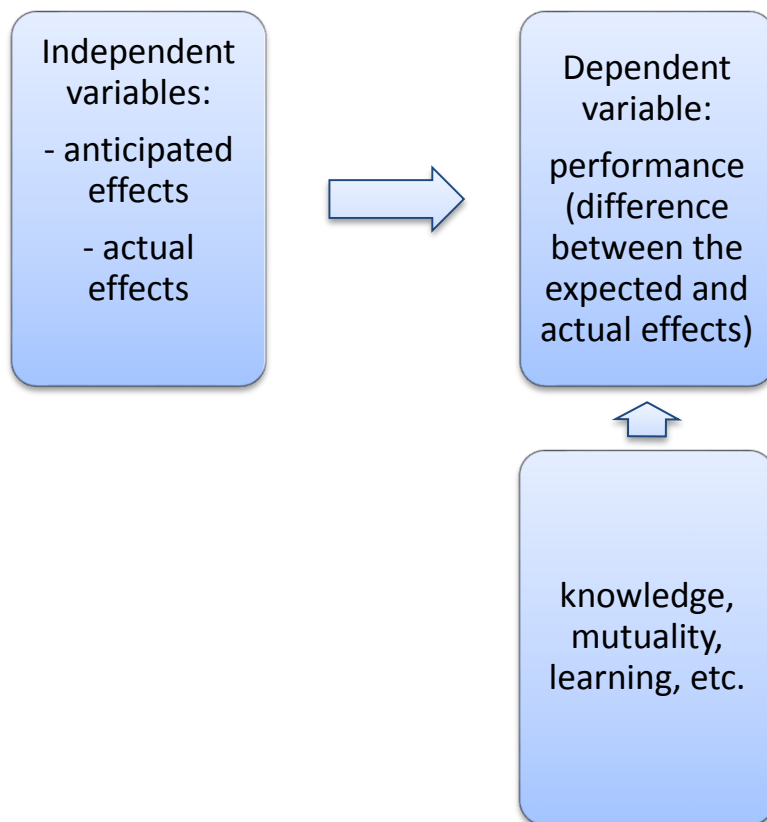 Independent
variables:
- anticipated
effects
- actual
effects
Dependent
variable:
performance
(difference
between the
expected and
actual effects)
knowledge,
mutuality,
learning, etc.